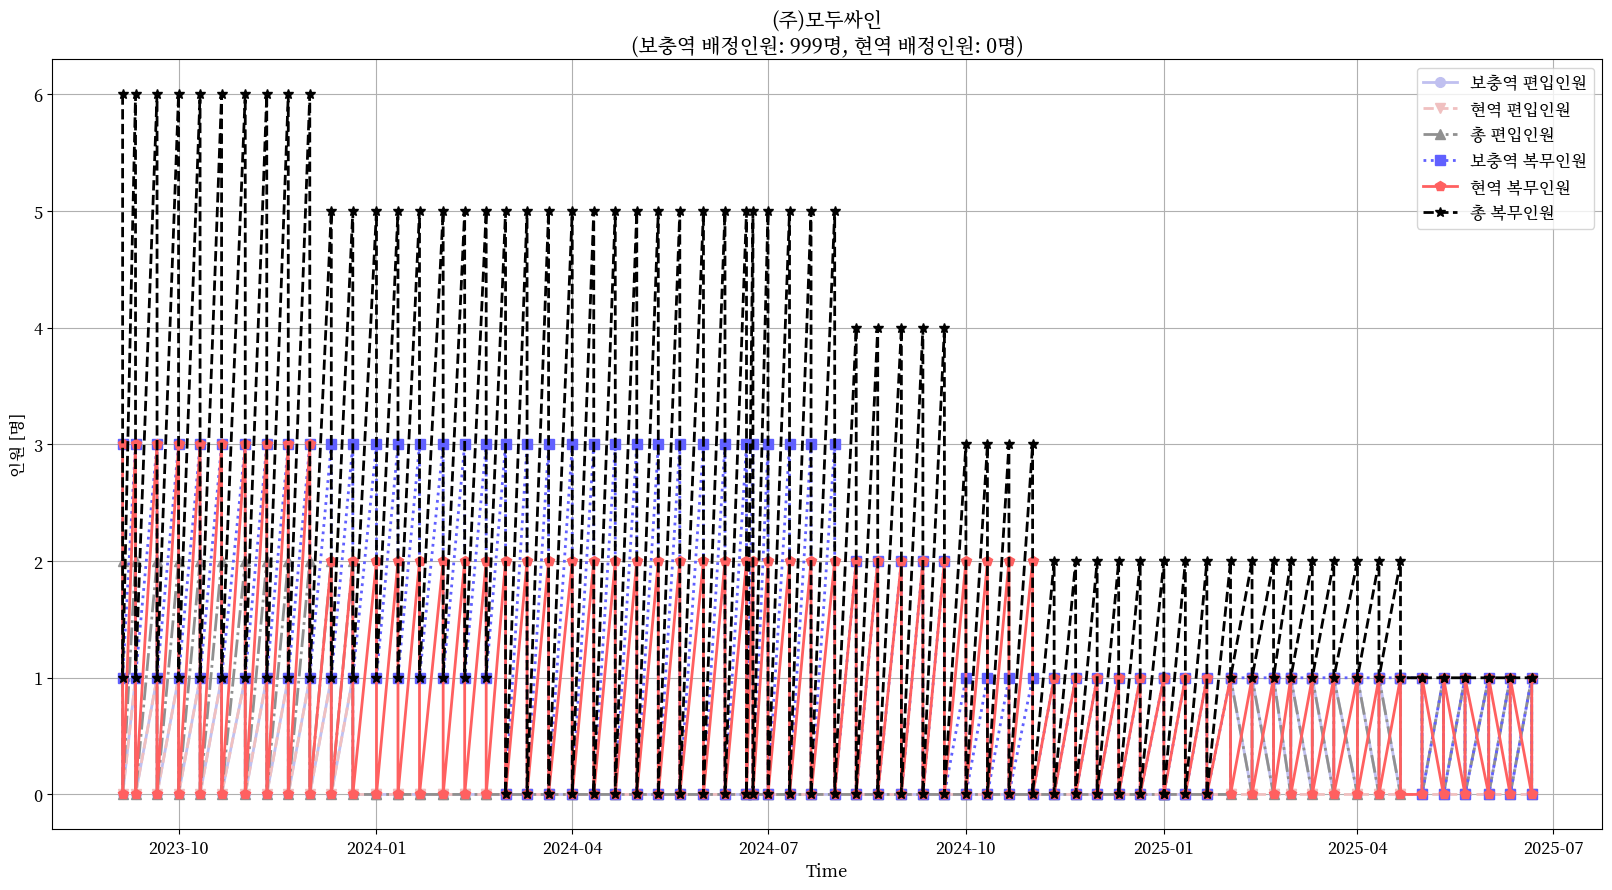 (주)모두싸인
(보충역 배정인원: 999명, 현역 배정인원: 0명)
보충역 편입인원
현역 편입인원
총 편입인원
보충역 복무인원
현역 복무인원
총 복무인원
인원 [명]
6
5
4
3
2
1
0
2023-10
2024-01
2024-04
2024-07
2024-10
2025-01
2025-04
2025-07
Time